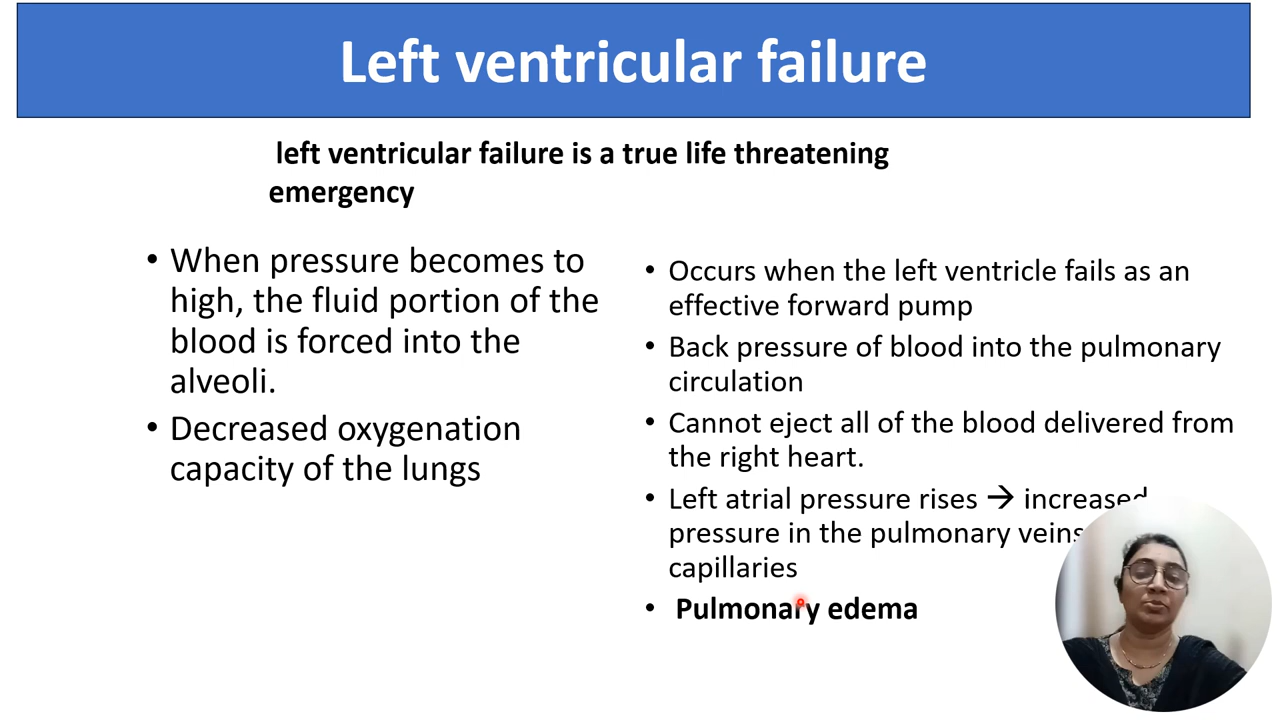 Left ventricular failure
left ventricular failure is a true life threatening
emergency
• When pressure becomes to
high, the fluid portion of the
blood is forced into the
alveoli.
• Decreased oxygenation
capacity of the lungs
• Occurs when the left ventricle fails as an
effective forward pump
• Back pressure of blood into the pulmonary
circulation
• Cannot eject all of the blood delivered from
the right heart.
• Left atrial pressure rises → increased
pressure in the pulmonary veins
capillaries
• Pulmonary edema